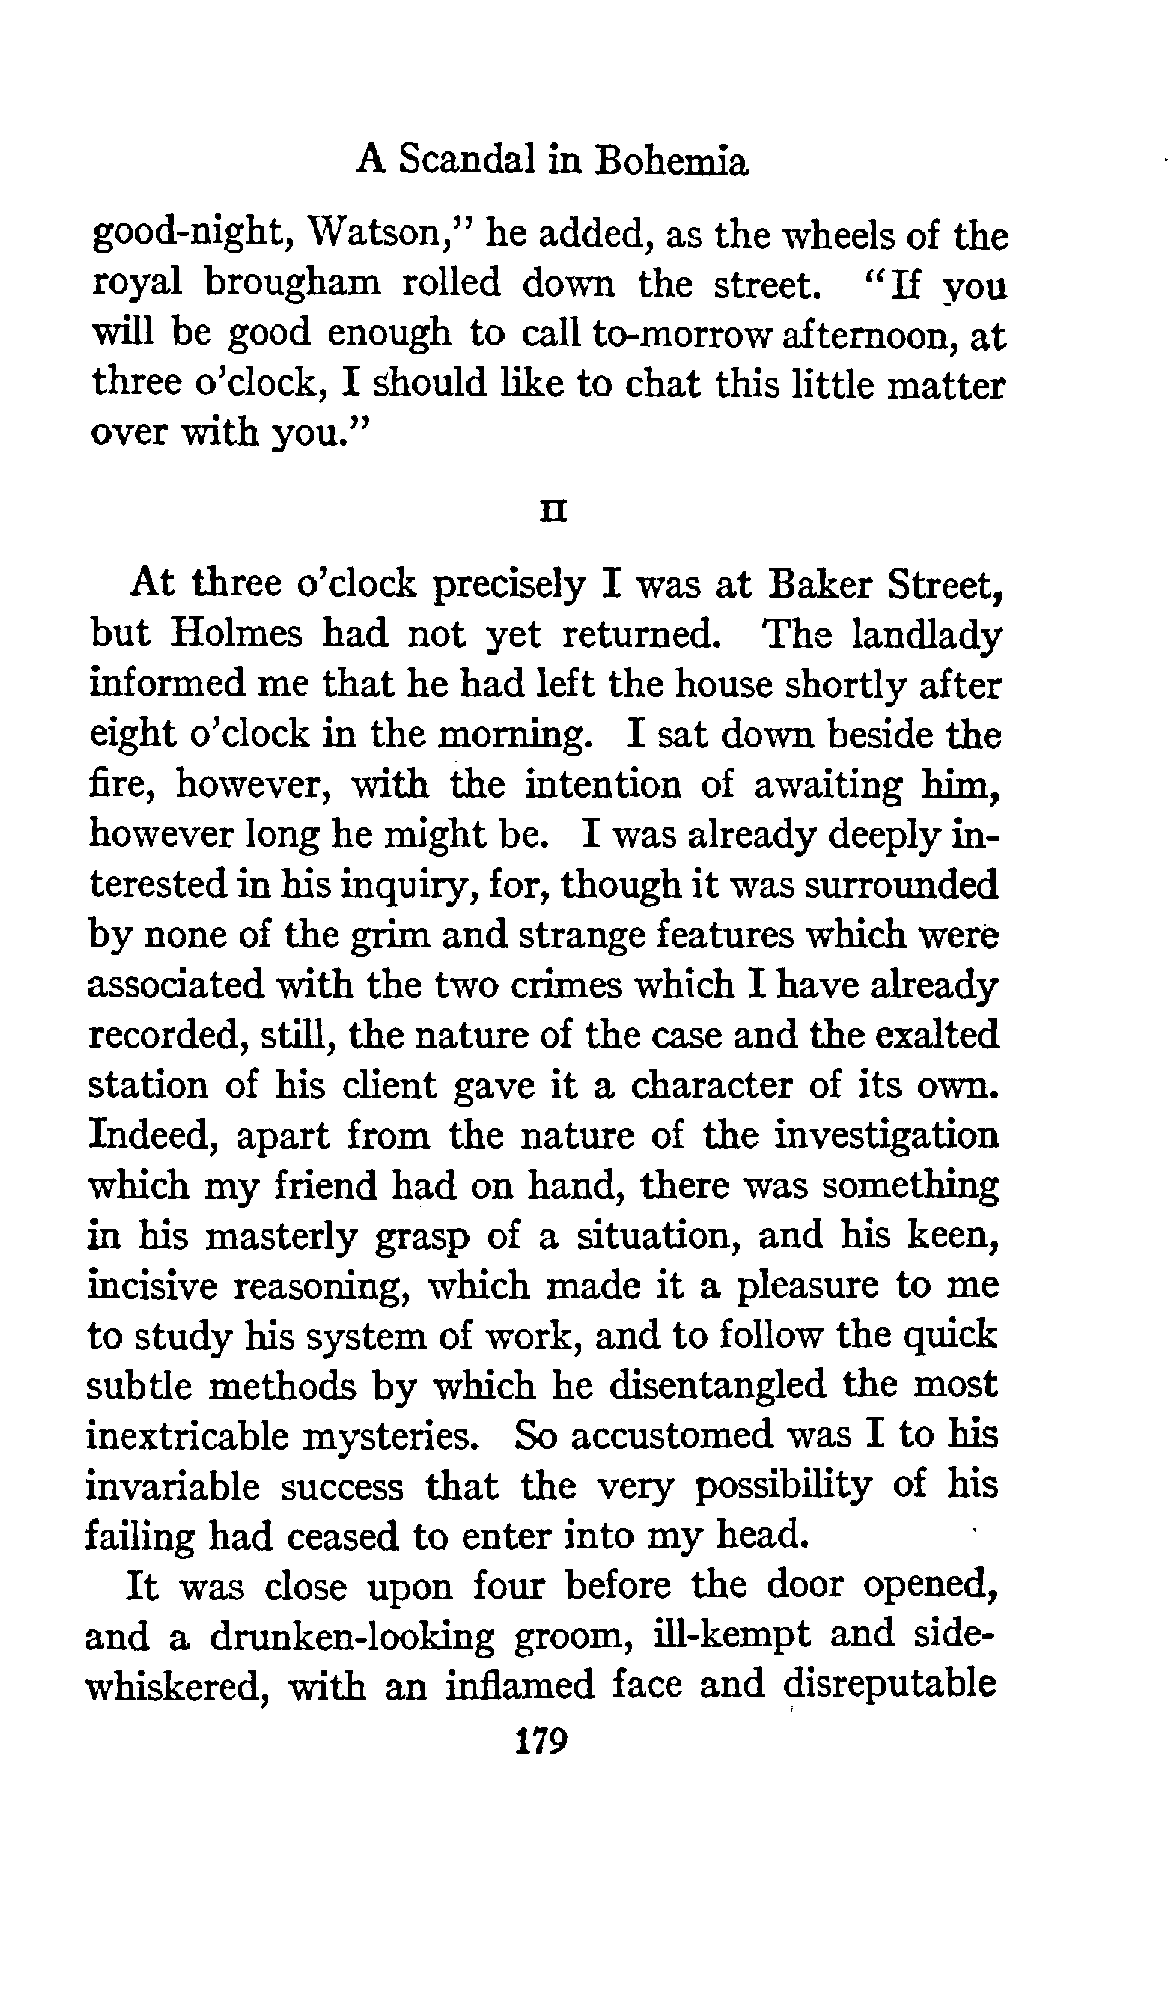 A Scandal in Bohemia
good-night, Watson,” he added, as the wheels of the
royal brougham rolled down the street. “If you
will be good enough to call to-morrow afternoon, at
three o’clock, I should like to chat this little matter
over with you.”
II
At three o’clock precisely I was at Baker Street,
but Holmes had not yet returned. The landlady
informed me that he had left the house shortly after
eight o’clock in the morning. I sat down beside the
fire, however, with the intention of awaiting him,
however long he might be. I was already deeply in-
terested in his inquiry, for, though it was surrounded
by none of the grim and strange features which were
associated with the two crimes which I have already
recorded, still, the nature of the case and the exalted
station of his client gave it a character of its own.
Indeed, apart from the nature of the investigation
which my friend had on hand, there was something
in his masterly grasp of a situation, and his keen,
incisive reasoning, which made it a pleasure to me
to study his system of work, and to follow the quick
subtle methods by which he disentangled the most
inextricable mysteries. So accustomed was I to his
invariable success that the very possibility of his
failing had ceased to enter into my head.
It was close upon four before the door opened,
and a drunken-looking groom, ill-kempt and side-
whiskered, with an inflamed face and disreputable
179